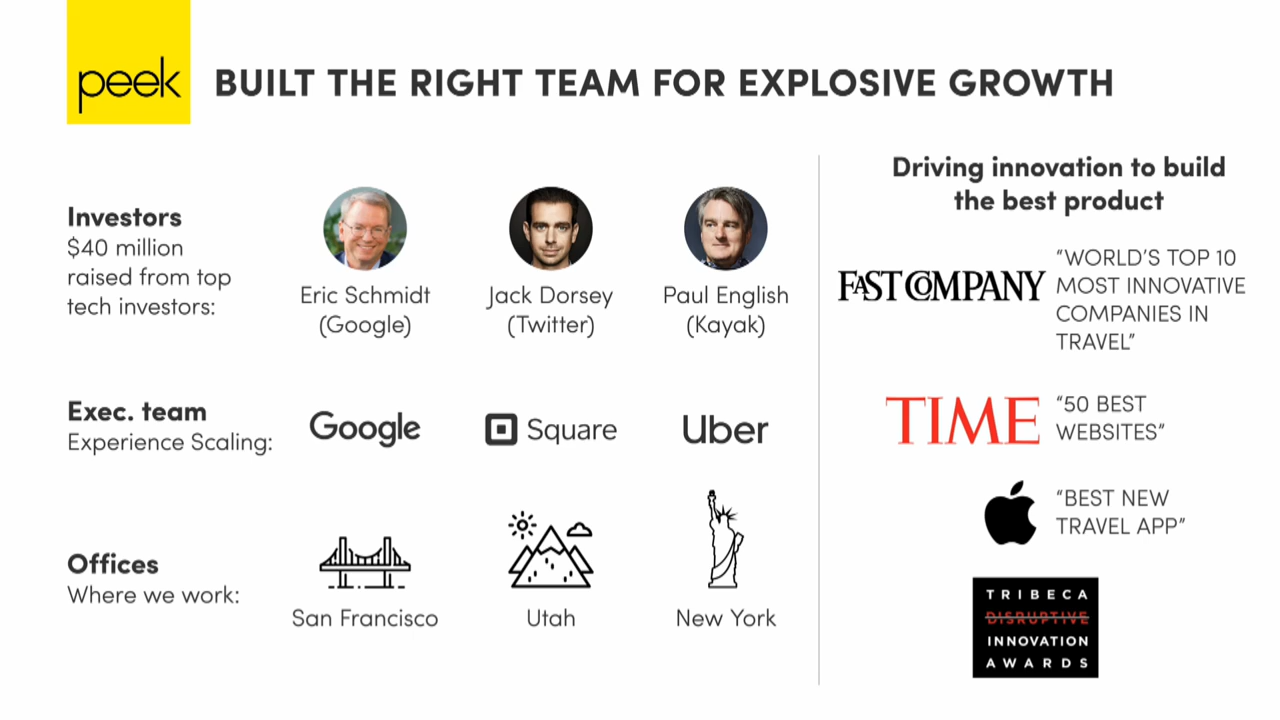 peek
BUILT THE RIGHT TEAM FOR EXPLOSIVE GROWTH
Investors
$40 million
raised from top
tech investors:
Eric Schmidt
(Google)
Jack Dorsey
(Twitter)
Paul English
(Kayak)
Exec. team
Experience Scaling:
Google
Square
Uber
Offices
Where we work:
San Francisco
Utah
New York
Driving innovation to build
the best product
FAST COMPANY
“WORLD’S TOP 10
MOST INNOVATIVE
COMPANIES IN
TRAVEL”
TIME
“50 BEST
WEBSITES”
“BEST NEW
TRAVEL APP”
TRIBECA
DISRUPTIVE
INNOVATION
AWARDS